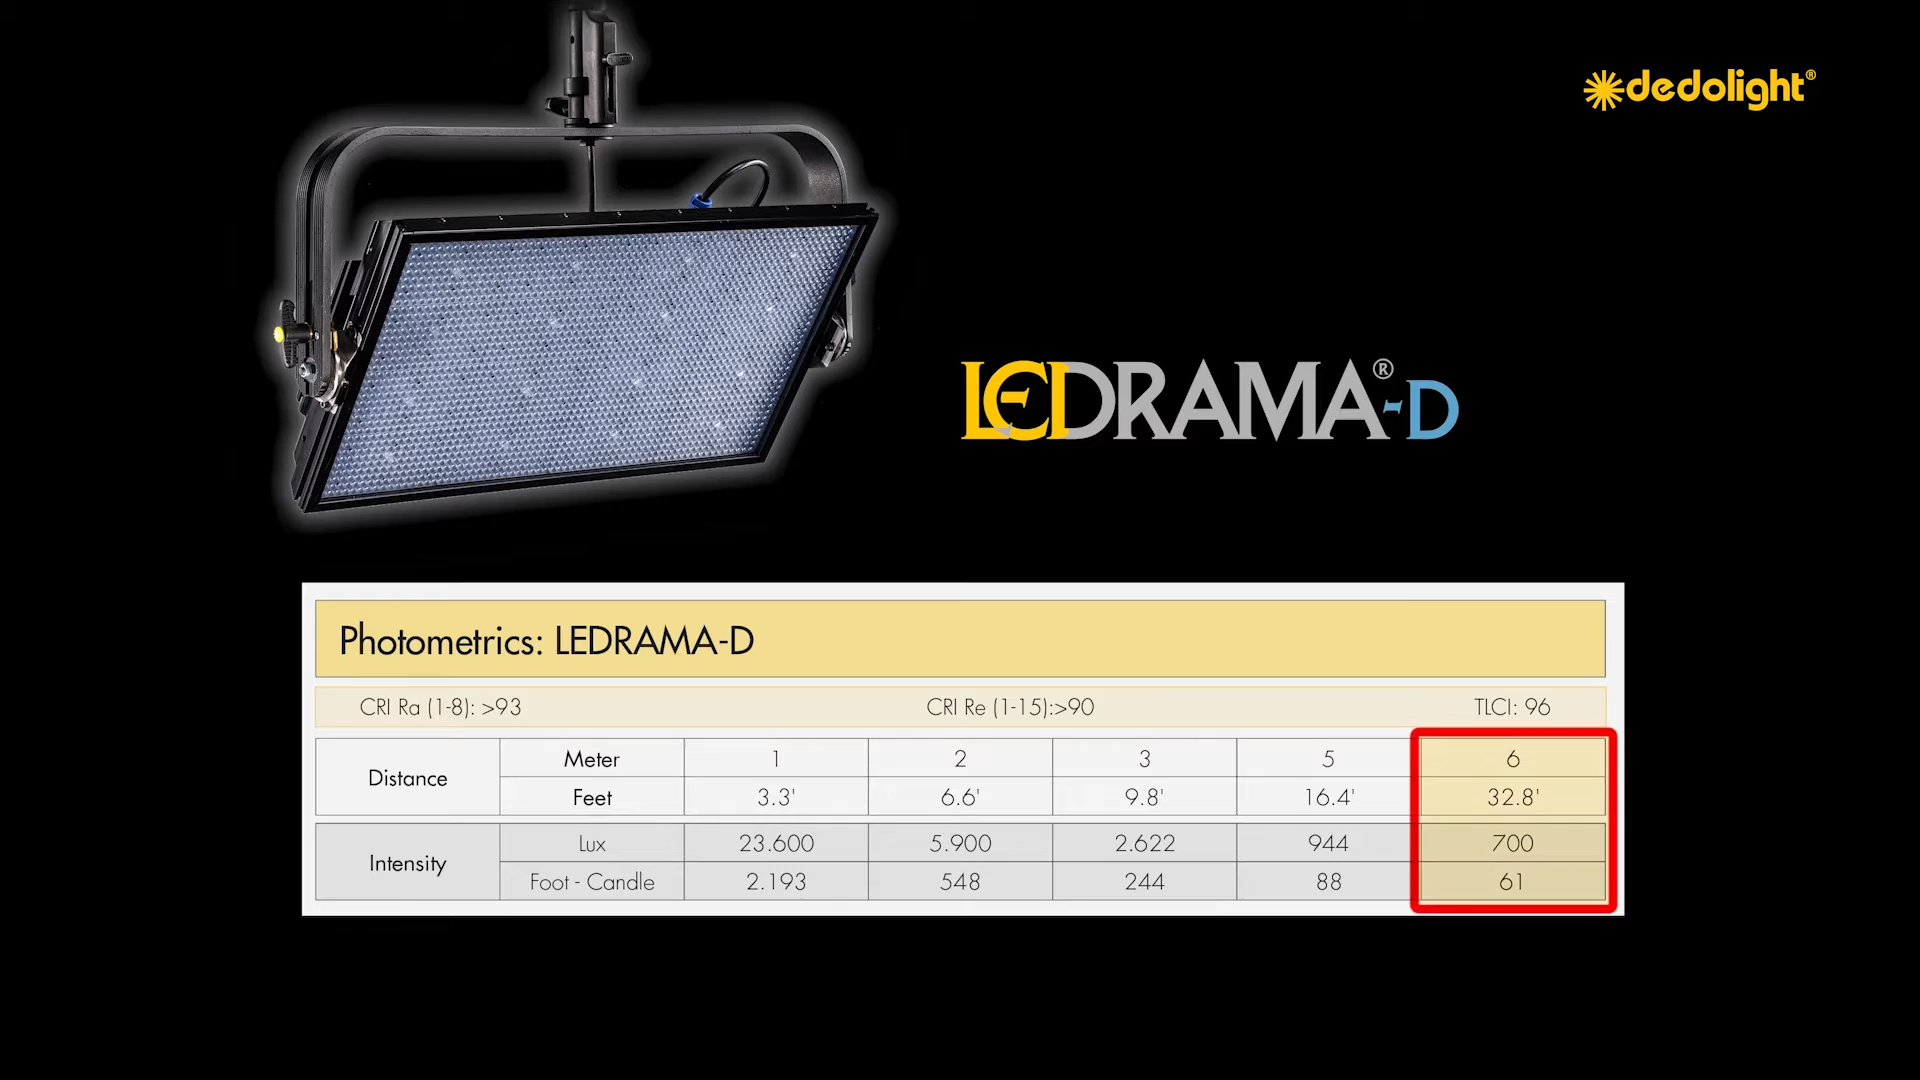 dedolight®
LEDRAMA®-D
Photometrics: LEDRAMA-D
CRI Ra (1-8): >93 CRI Re (1-15):>90 TLCI: 96
Distance Meter 1 2 3 5 6
Feet 3.3' 6.6' 9.8' 16.4' 32.8'
Intensity Lux 23.600 5.900 2.622 944 700
Foot - Candle 2.193 548 244 88 61